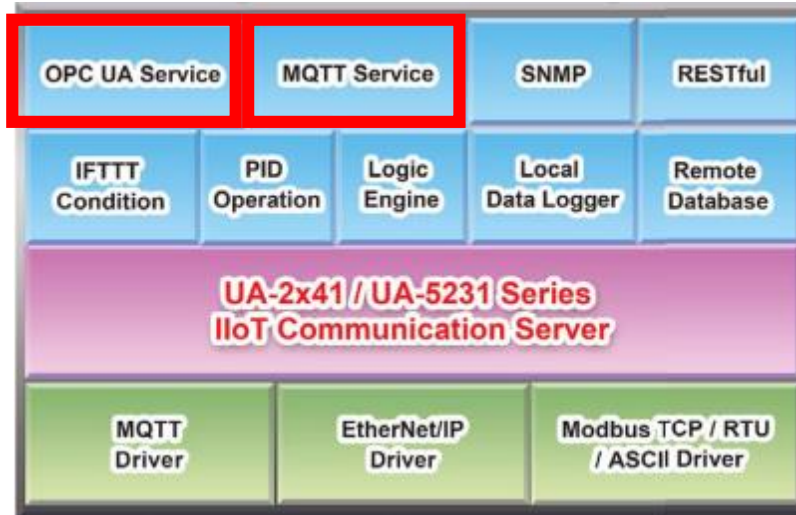 OPC UA Service
MQTT Service
SNMP
RESTful
IFTTT
Condition
PID
Operation
Logic
Engine
Local
Data Logger
Remote
Database
UA-2x41 / UA-5231 Series
IIoT Communication Server
MQTT
Driver
EtherNet/IP
Driver
Modbus TCP / RTU
/ ASCII Driver